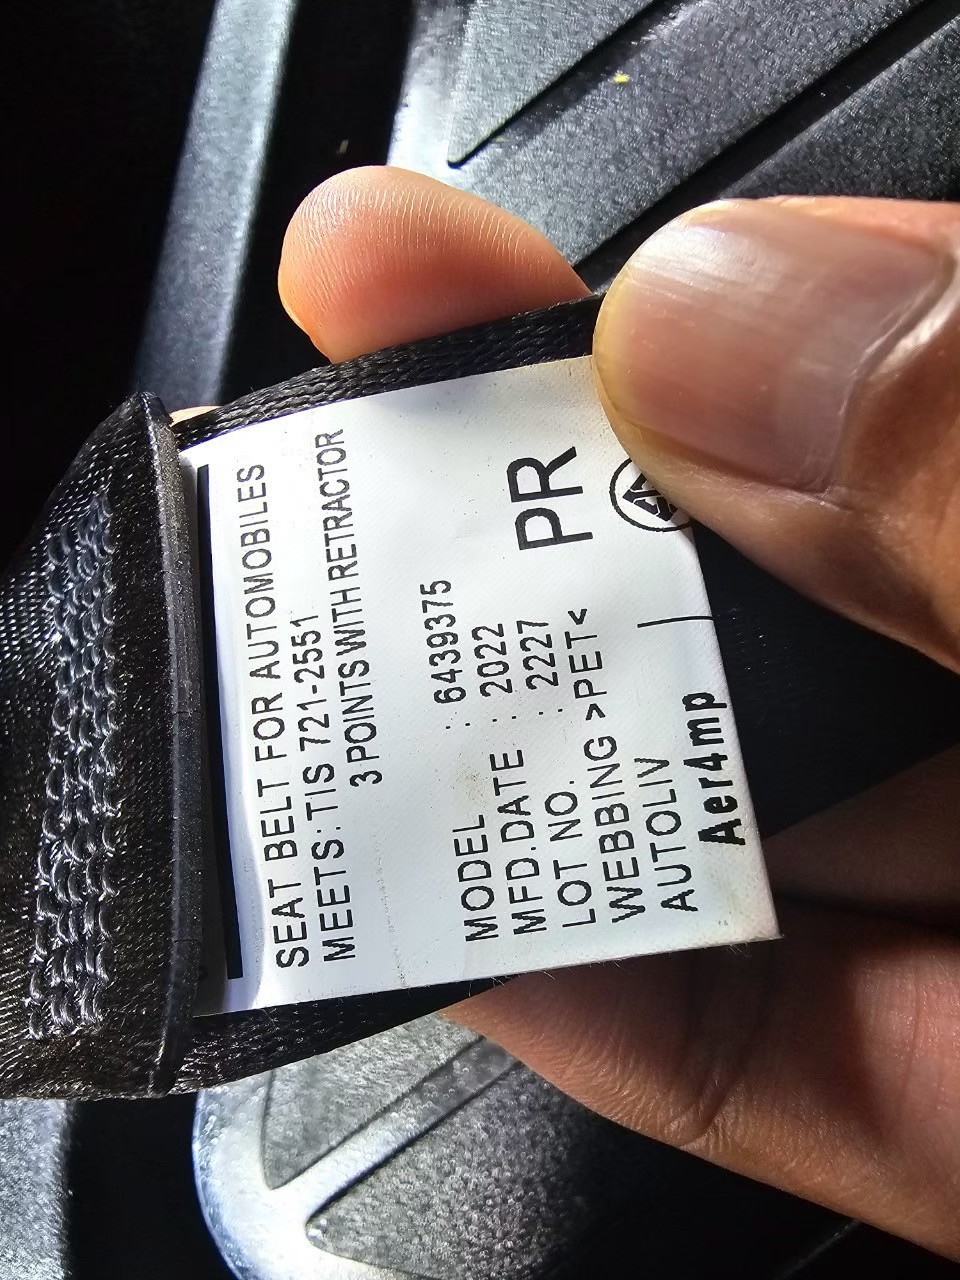 SEAT BELT FOR AUTOMOBILES
MEETS: TIS 721-2551
3 POINTS WITH RETRACTOR
MODEL : 6439375
MFD. DATE : 2022
LOT NO. : 2227
WEBBING >PET<
AUTOLIV
PR
Aer4mp